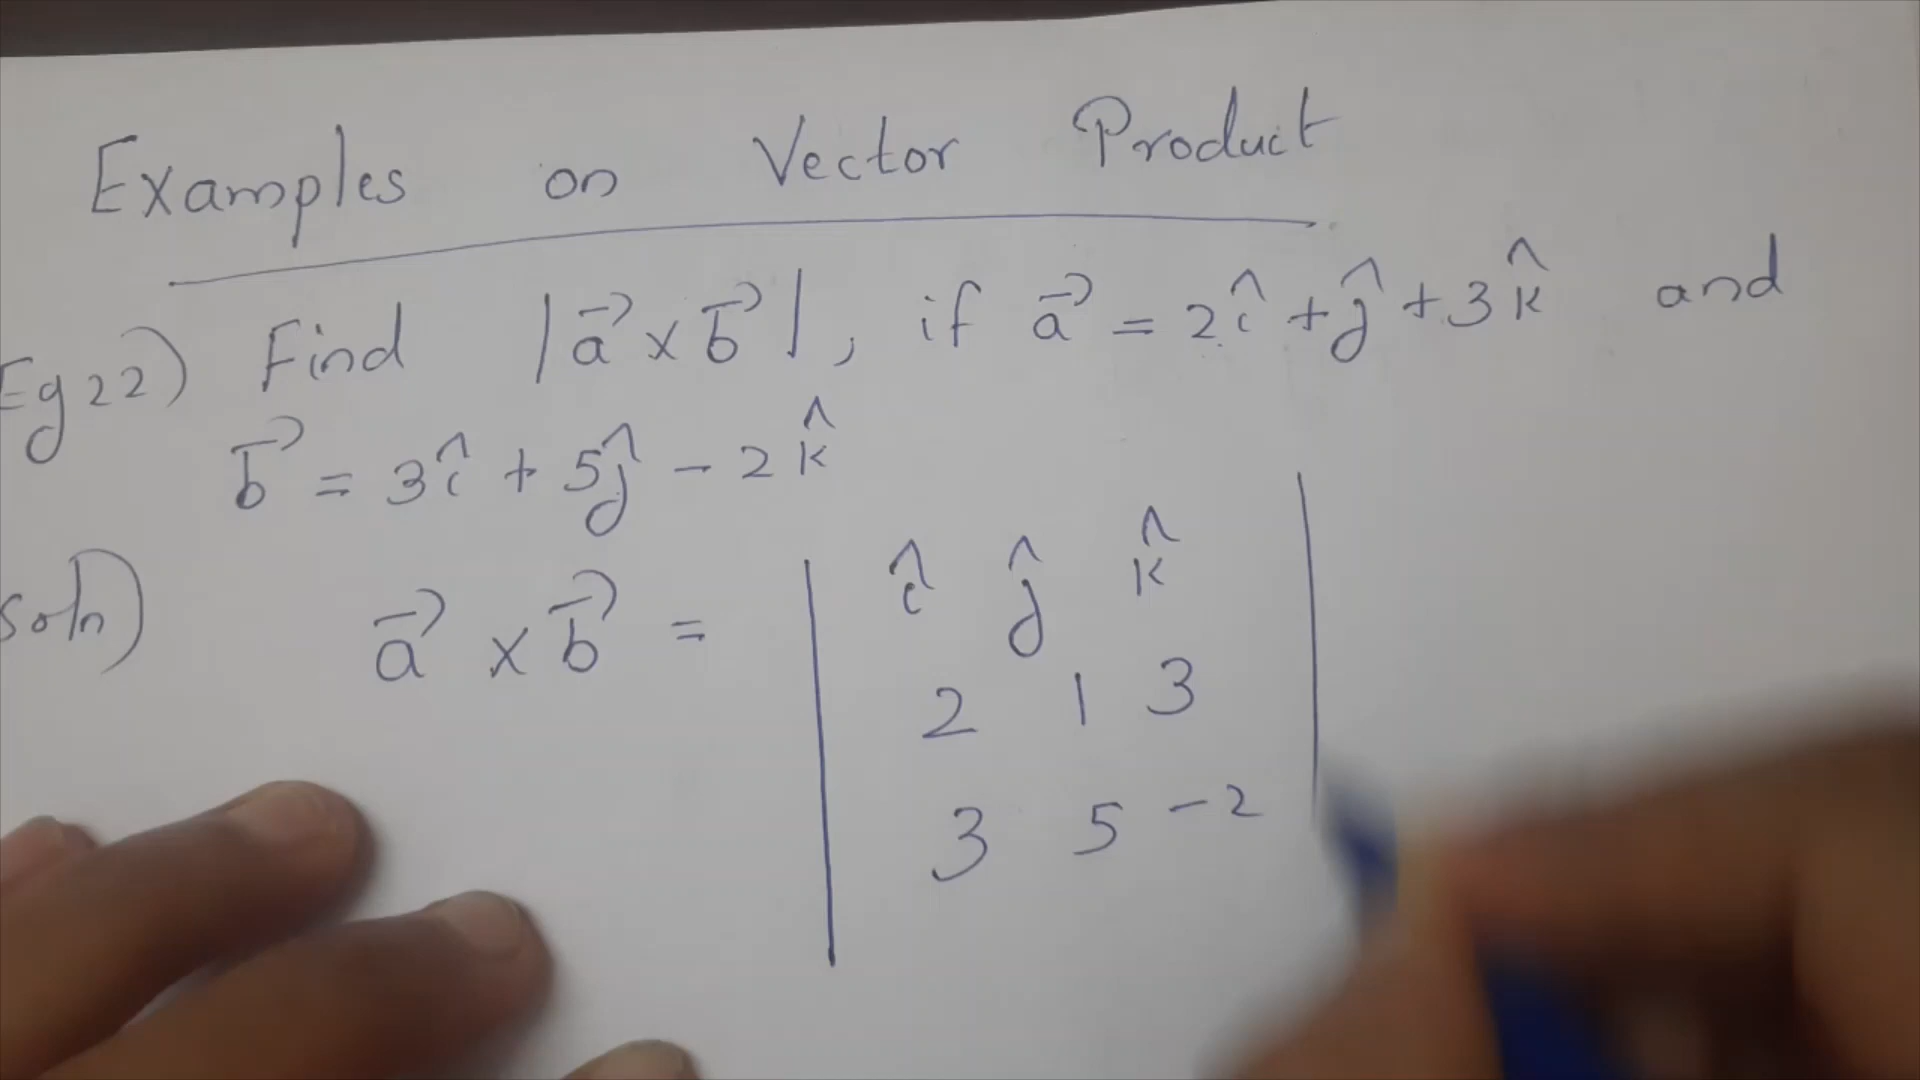 Examples on Vector Product
Eg 22) Find |a⃗ × b⃗|, if a⃗ = 2î + ĵ + 3k̂ and
b⃗ = 3î + 5ĵ - 2k̂
Soln) a⃗ × b⃗ = | î ĵ k̂ |
2 1 3
3 5 -2